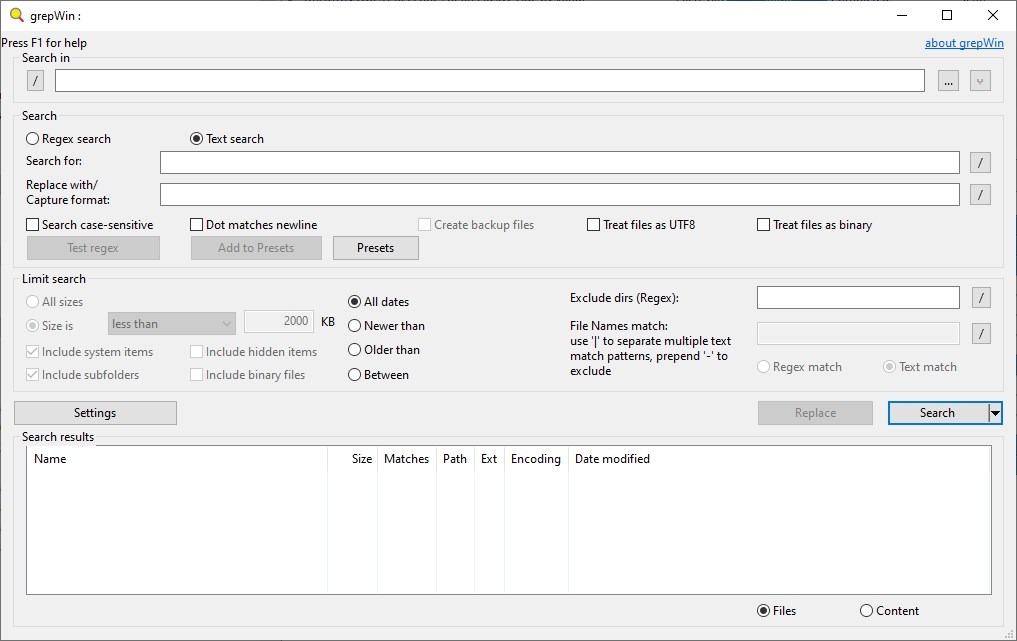 grepWin :
Press F1 for help
about grepWin
Search in
/
...
Search
Regex search
Text search
Search for:
/
Replace with/
Capture format:
/
Search case-sensitive
Dot matches newline
Create backup files
Treat files as UTF8
Treat files as binary
Test regex
Add to Presets
Presets
Limit search
All sizes
Size is
less than
2000
KB
Include system items
Include hidden items
Include subfolders
Include binary files
All dates
Newer than
Older than
Between
Exclude dirs (Regex):
/
File Names match:
use '|' to separate multiple text
match patterns, prepend '-' to
exclude
/
Regex match
Text match
Settings
Replace
Search
Search results
Name
Size
Matches
Path
Ext
Encoding
Date modified
Files
Content